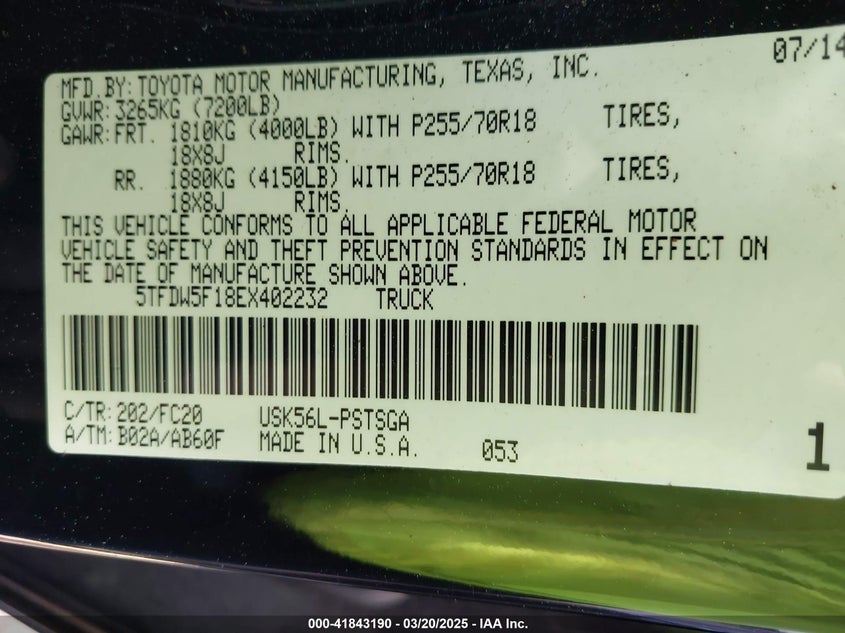 07/14
MFD.BY: TOYOTA MOTOR MANUFACTURING, TEXAS, INC.
GVWR: 3265KG (7200LB)
GAWR: FRT. 1810KG (4000LB) WITH P255/70R18 TIRES,
18X8J RIMS.
RR. 1880KG (4150LB) WITH P255/70R18 TIRES,
18X8J RIMS.
THIS VEHICLE CONFORMS TO ALL APPLICABLE FEDERAL MOTOR
VEHICLE SAFETY AND THEFT PREVENTION STANDARDS IN EFFECT ON
THE DATE OF MANUFACTURE SHOWN ABOVE.
5TFDW5F18EX402232 TRUCK
C/TR: 202/FC20 USK56L-PSTSGA
A/TM: B02A/AB60F MADE IN U.S.A. 053 1
000-41843190 - 03/20/2025 - IAA Inc.